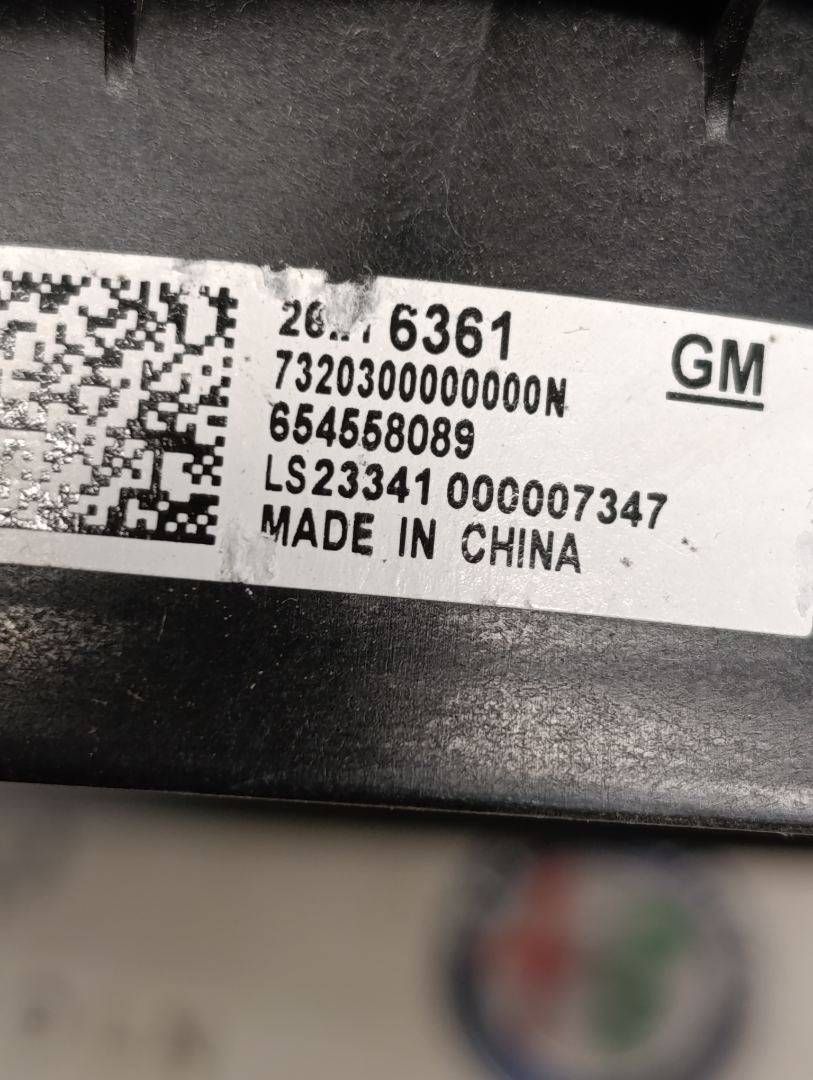 6361
GM
7320300000000N
654558089
LS23341 000007347
MADE IN CHINA